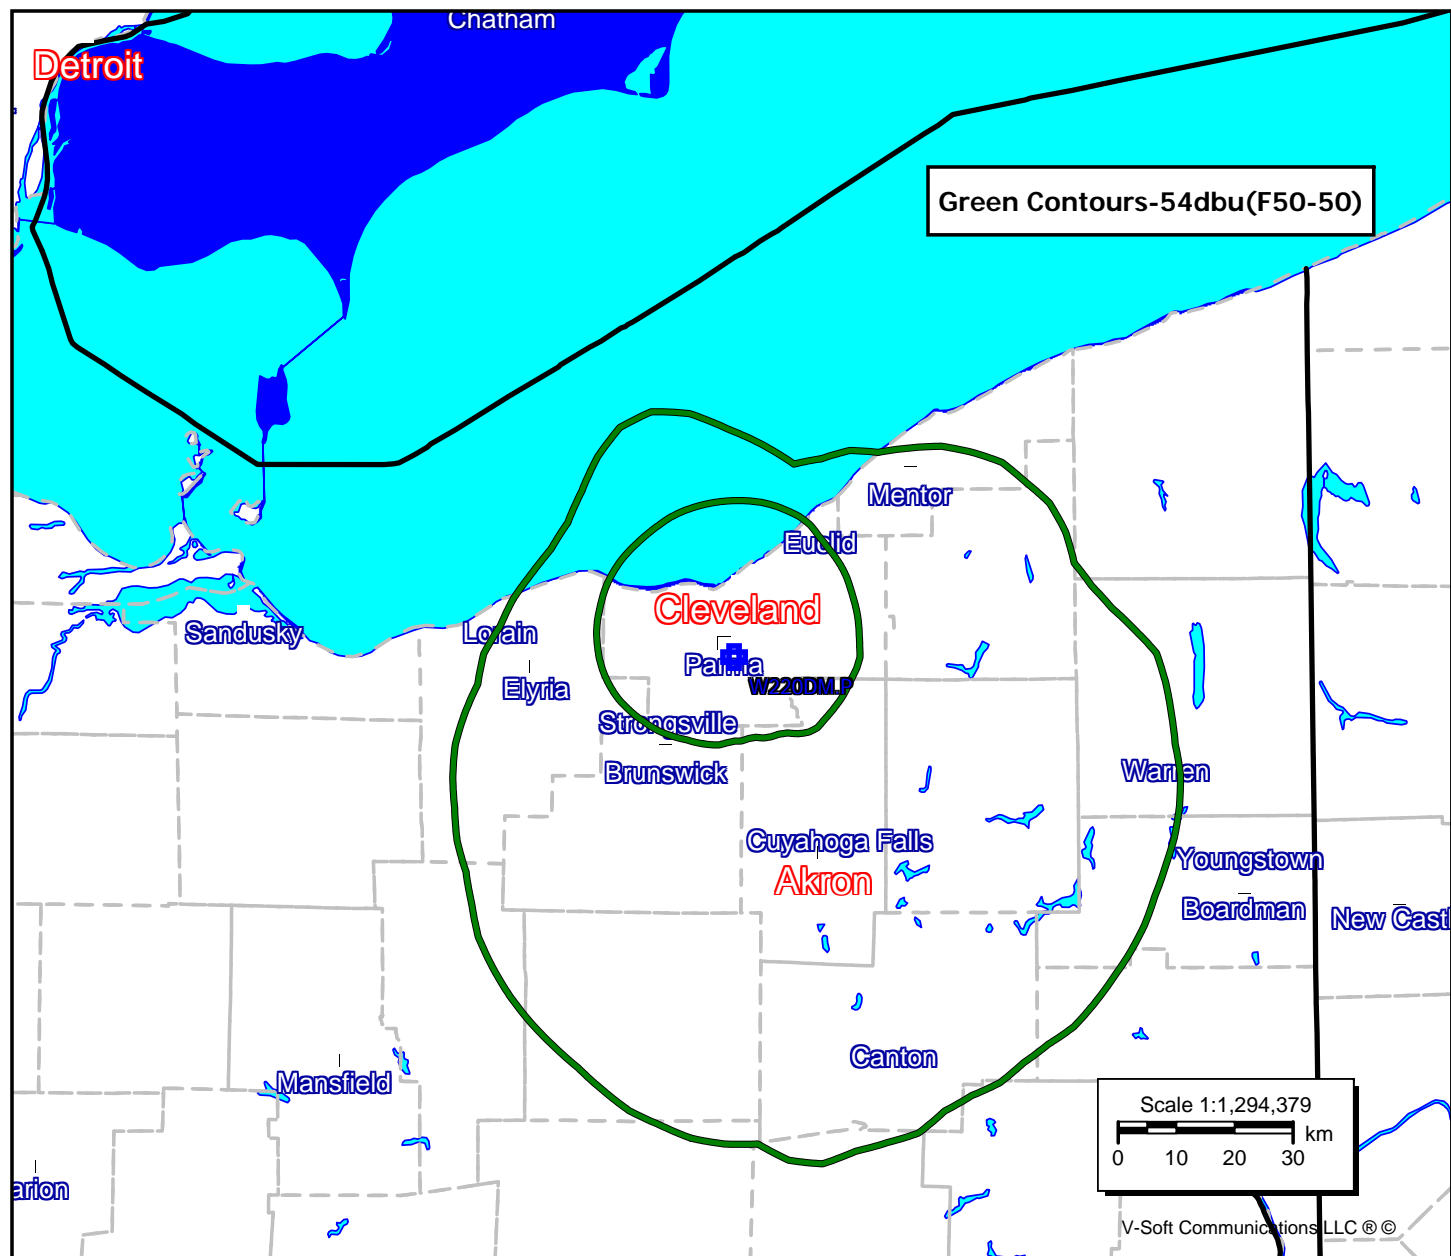 Chatham
Detroit
Green Contours-54dbu(F50-50)
Mentor
Euclid
Cleveland
Sandusky
Lorain
Parma
Elyria
W220DM.P
Strongsville
Brunswick
Warren
Cuyahoga Falls
Youngstown
Akron
Boardman
New Castl
Canton
Mansfield
Scale 1:1,294,379
km
0 10 20 30
arion
V-Soft Communications LLC ® ©